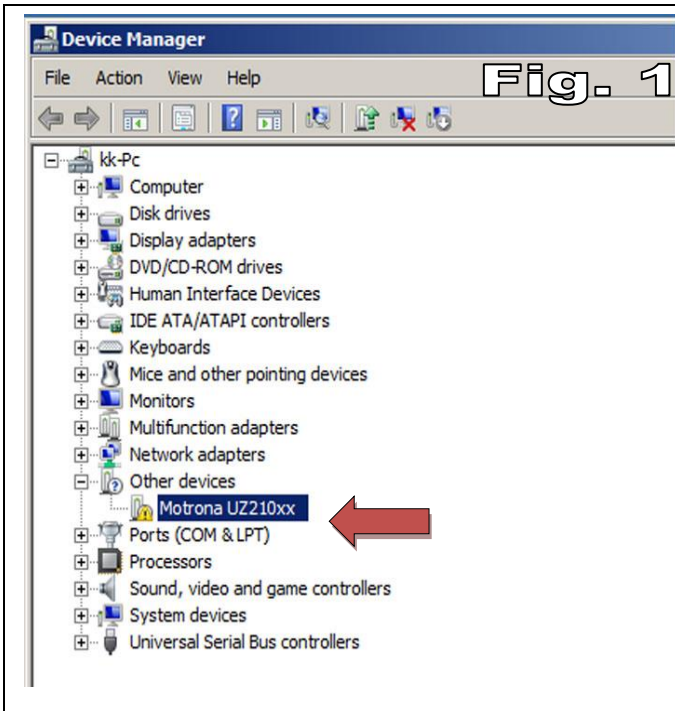 Device Manager
File Action View Help
Fig. 1
kk-Pc
Computer
Disk drives
Display adapters
DVD/CD-ROM drives
Human Interface Devices
IDE ATA/ATAPI controllers
Keyboards
Mice and other pointing devices
Monitors
Multifunction adapters
Network adapters
Other devices
Motrona UZ210xx
Ports (COM & LPT)
Processors
Sound, video and game controllers
System devices
Universal Serial Bus controllers